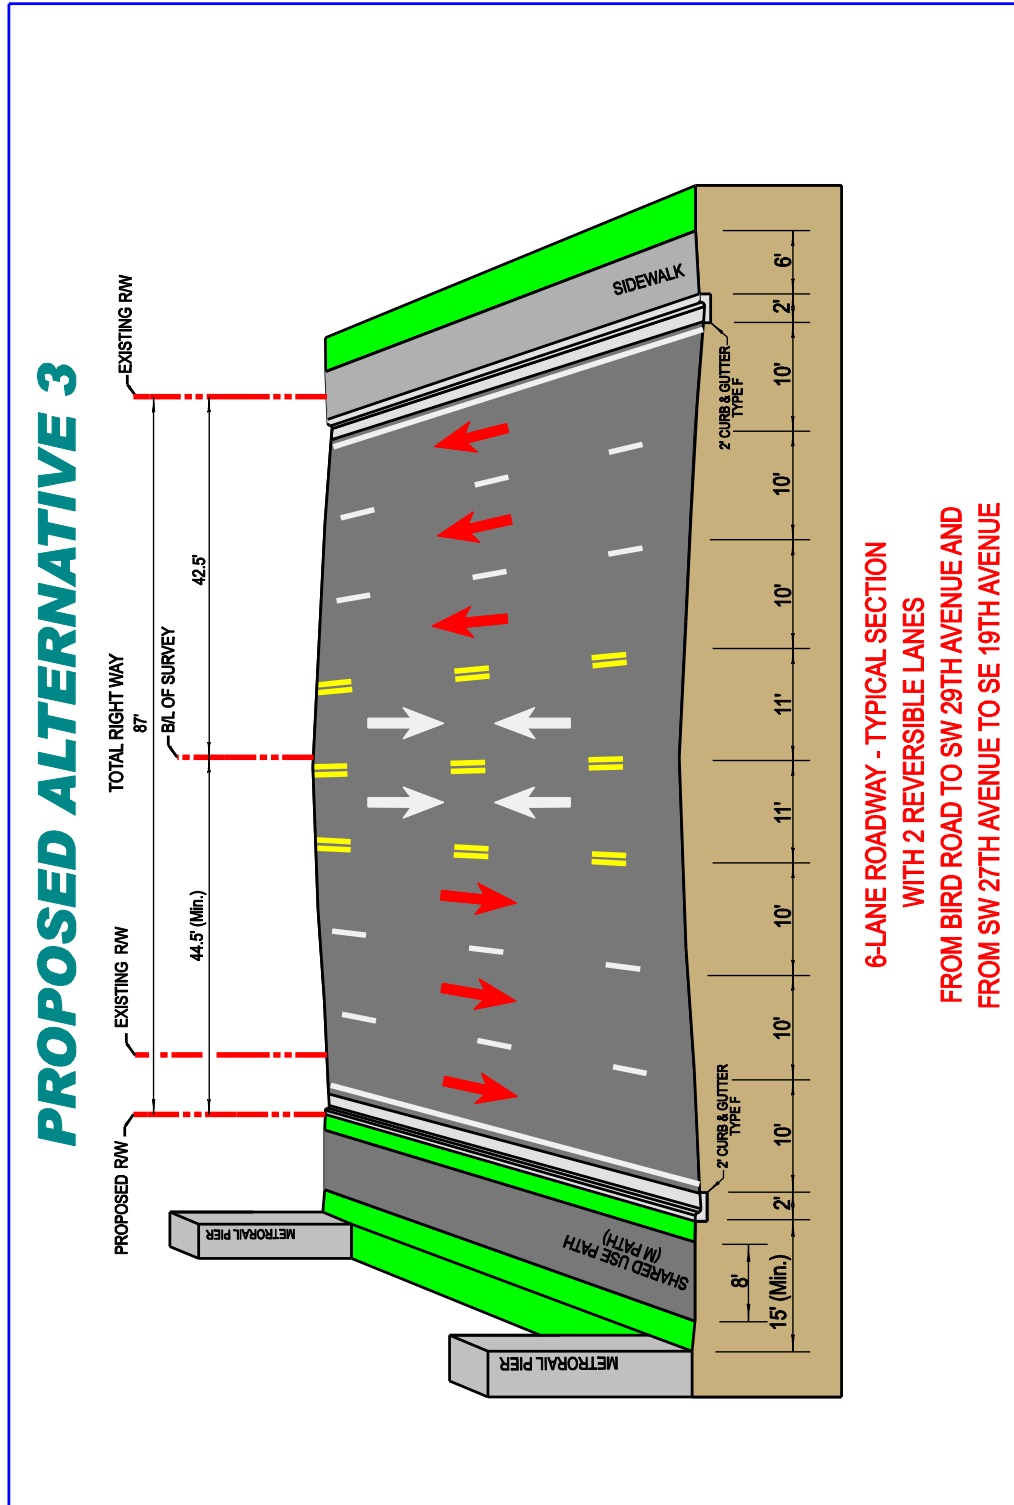 PROPOSED ALTERNATIVE 3
TOTAL RIGHT WAY
87'
PROPOSED R/W
EXISTING R/W
B/L OF SURVEY
EXISTING R/W
44.5' (Min.)
42.5'
METRORAIL PIER
METRORAIL PIER
SHARED USE PATH
(M PATH)
SIDEWALK
2' CURB & GUTTER
TYPE F
2' CURB & GUTTER
TYPE F
8'
15' (Min.)
2'
10'
10'
10'
11'
11'
10'
10'
10'
2'
6'
6-LANE ROADWAY - TYPICAL SECTION
WITH 2 REVERSIBLE LANES
FROM BIRD ROAD TO SW 29TH AVENUE AND
FROM SW 27TH AVENUE TO SE 19TH AVENUE